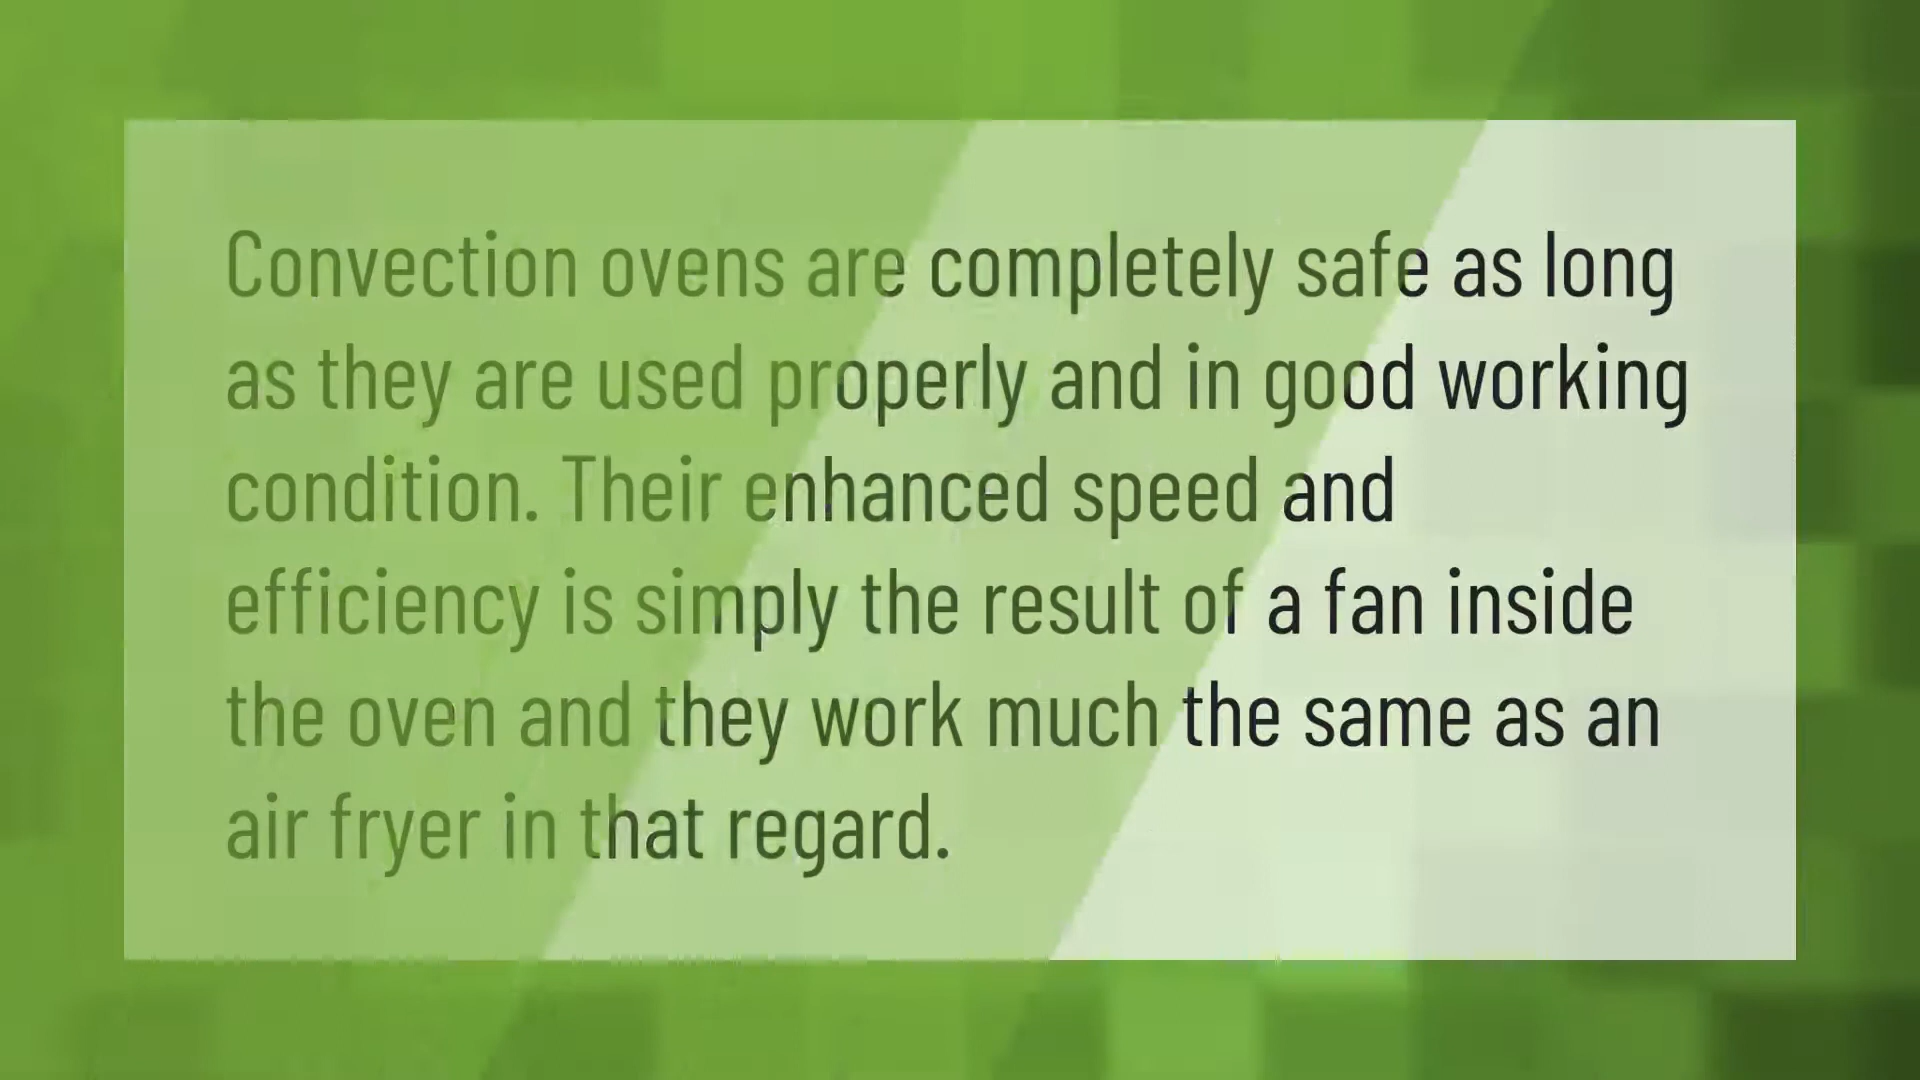 Convection ovens are completely safe as long
as they are used properly and in good working
condition. Their enhanced speed and
efficiency is simply the result of a fan inside
the oven and they work much the same as an
air fryer in that regard.